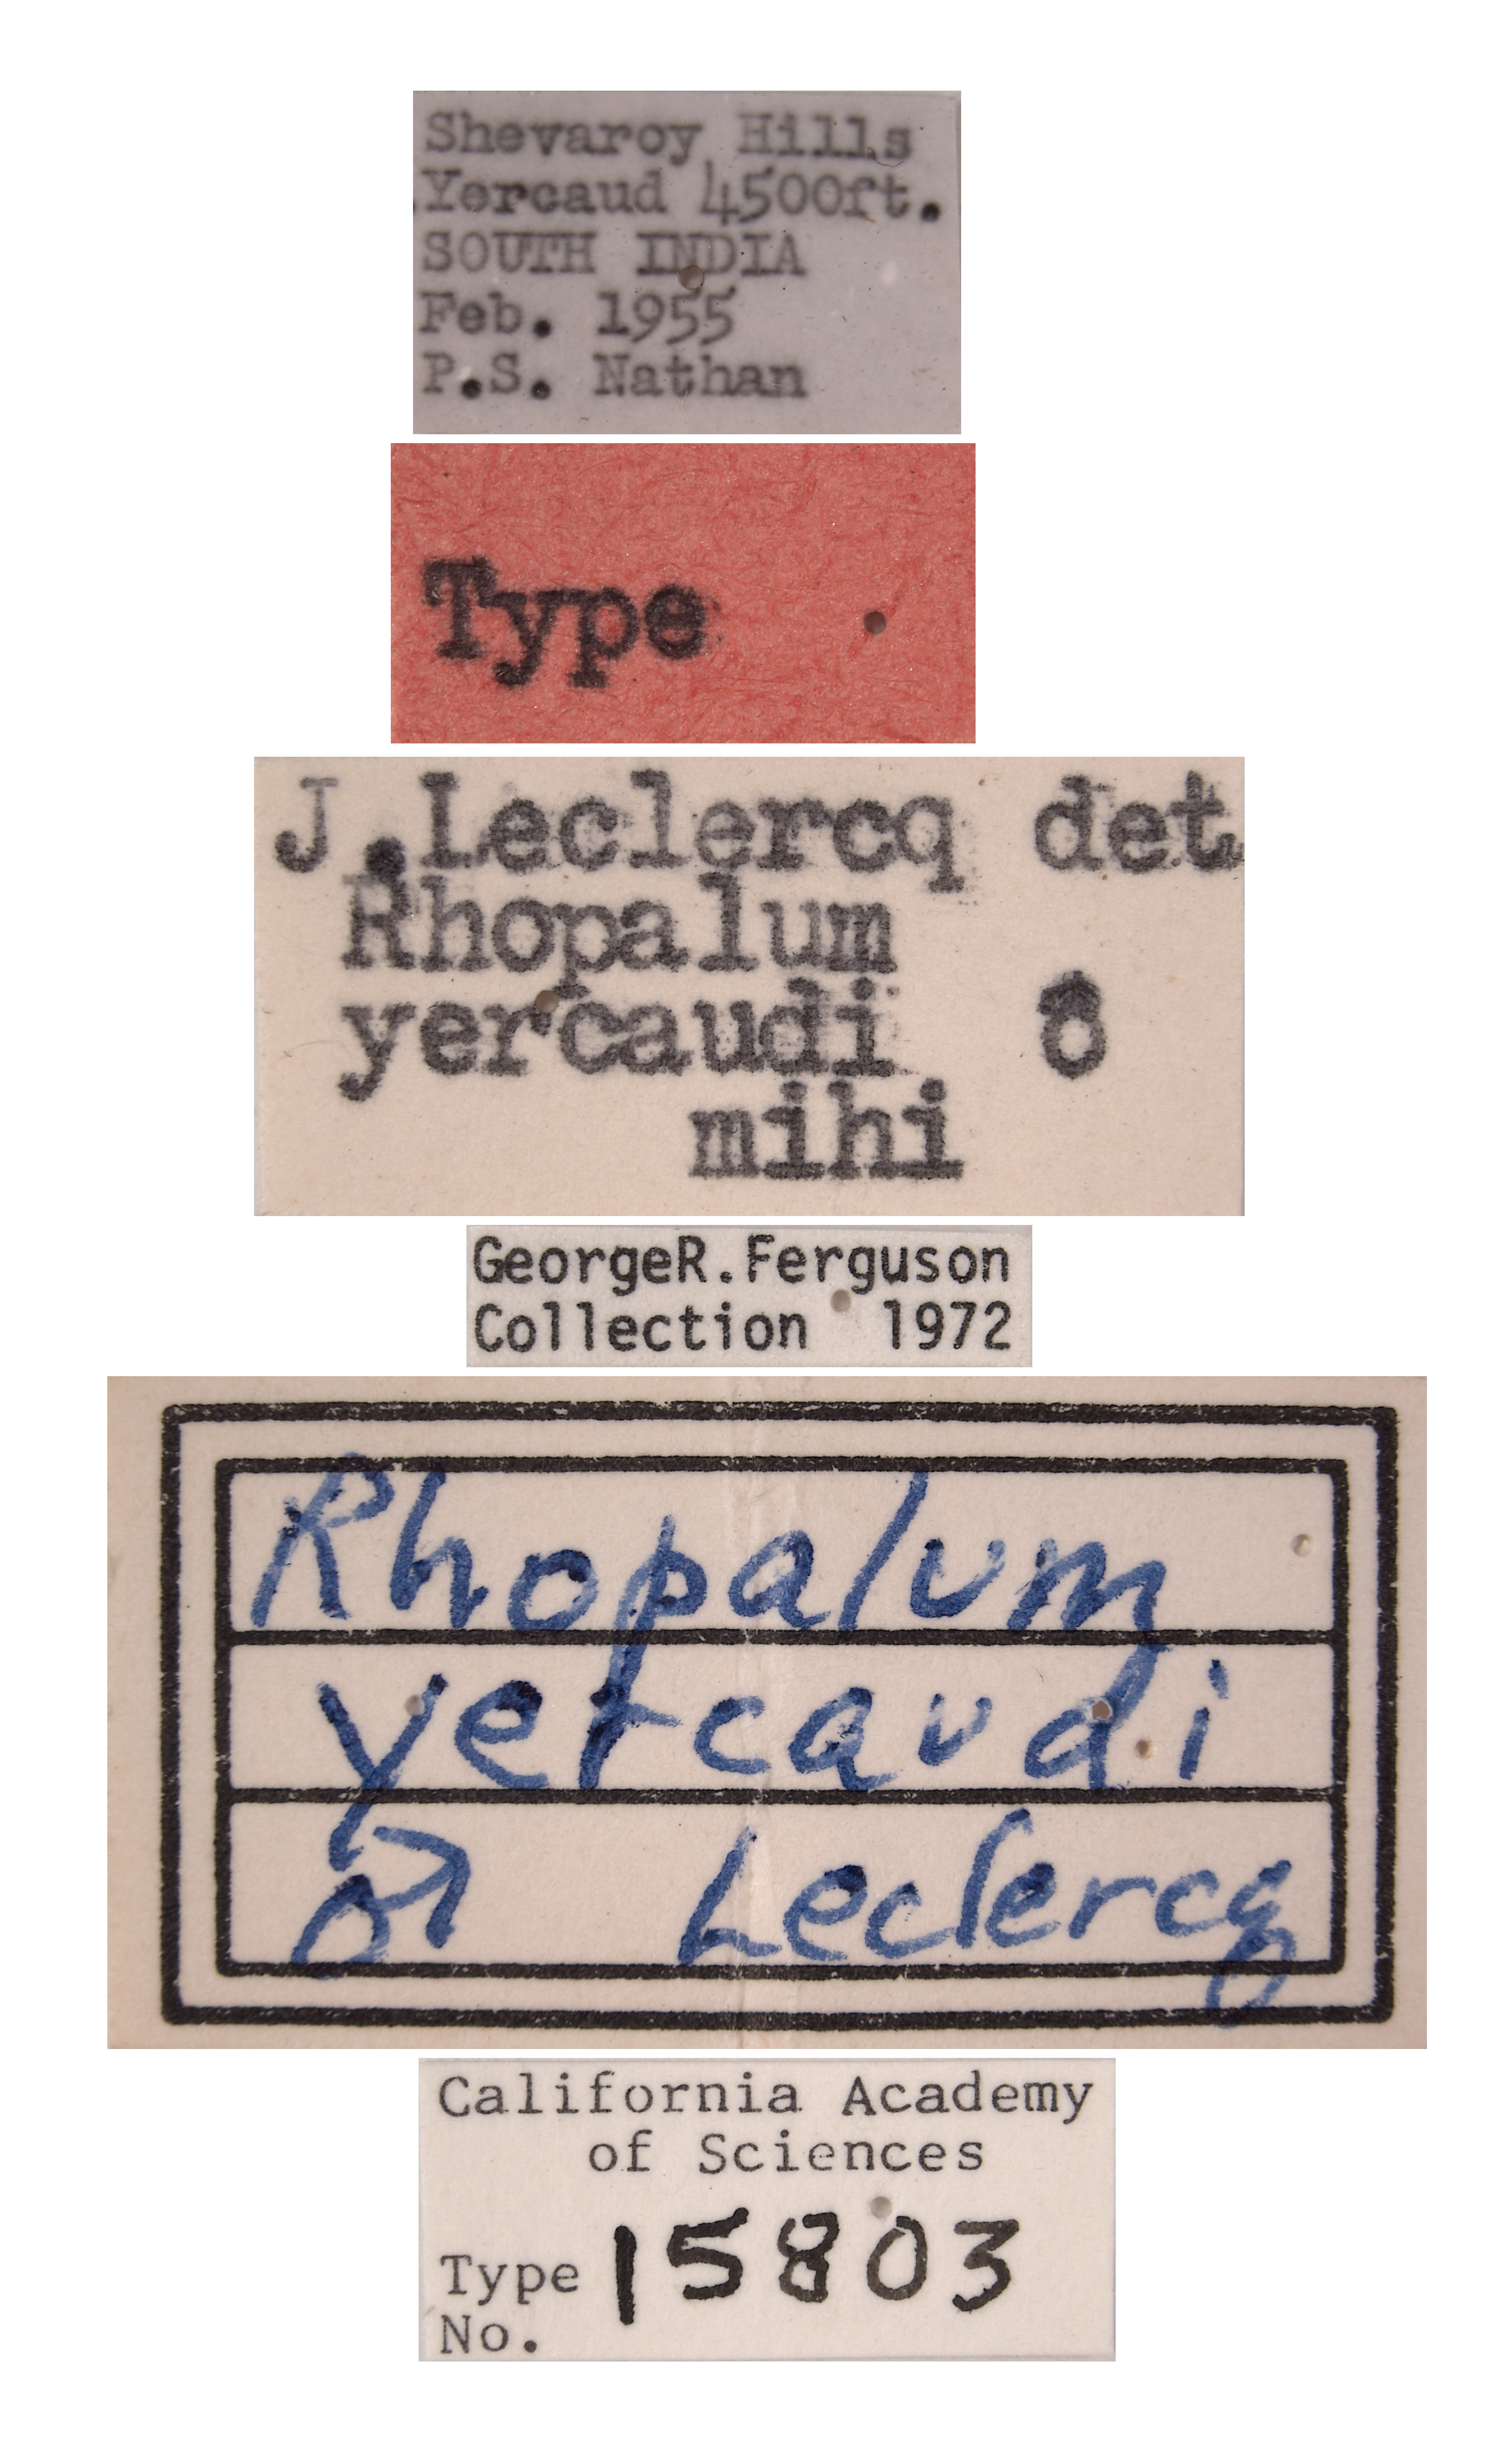 Shevaroy Hills
Yercaud 4500ft.
SOUTH INDIA
Feb. 1955
P.S. Nathan
Type
J.Leclercq det
Rhopalum
yercaudi ♂
mihi
GeorgeR.Ferguson
Collection 1972
Rhopalum
yercaudi
♂ Leclercq
California Academy
of Sciences
Type 15803
No.